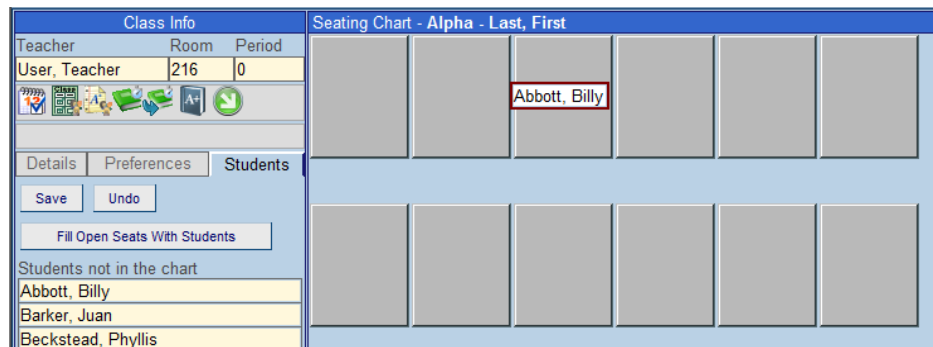 Class Info
Teacher Room Period
User, Teacher 216 0
12 A+ A+
Details Preferences Students
Save Undo
Fill Open Seats With Students
Students not in the chart
Abbott, Billy
Barker, Juan
Beckstead, Phyllis
Seating Chart - Alpha - Last, First
Abbott, Billy